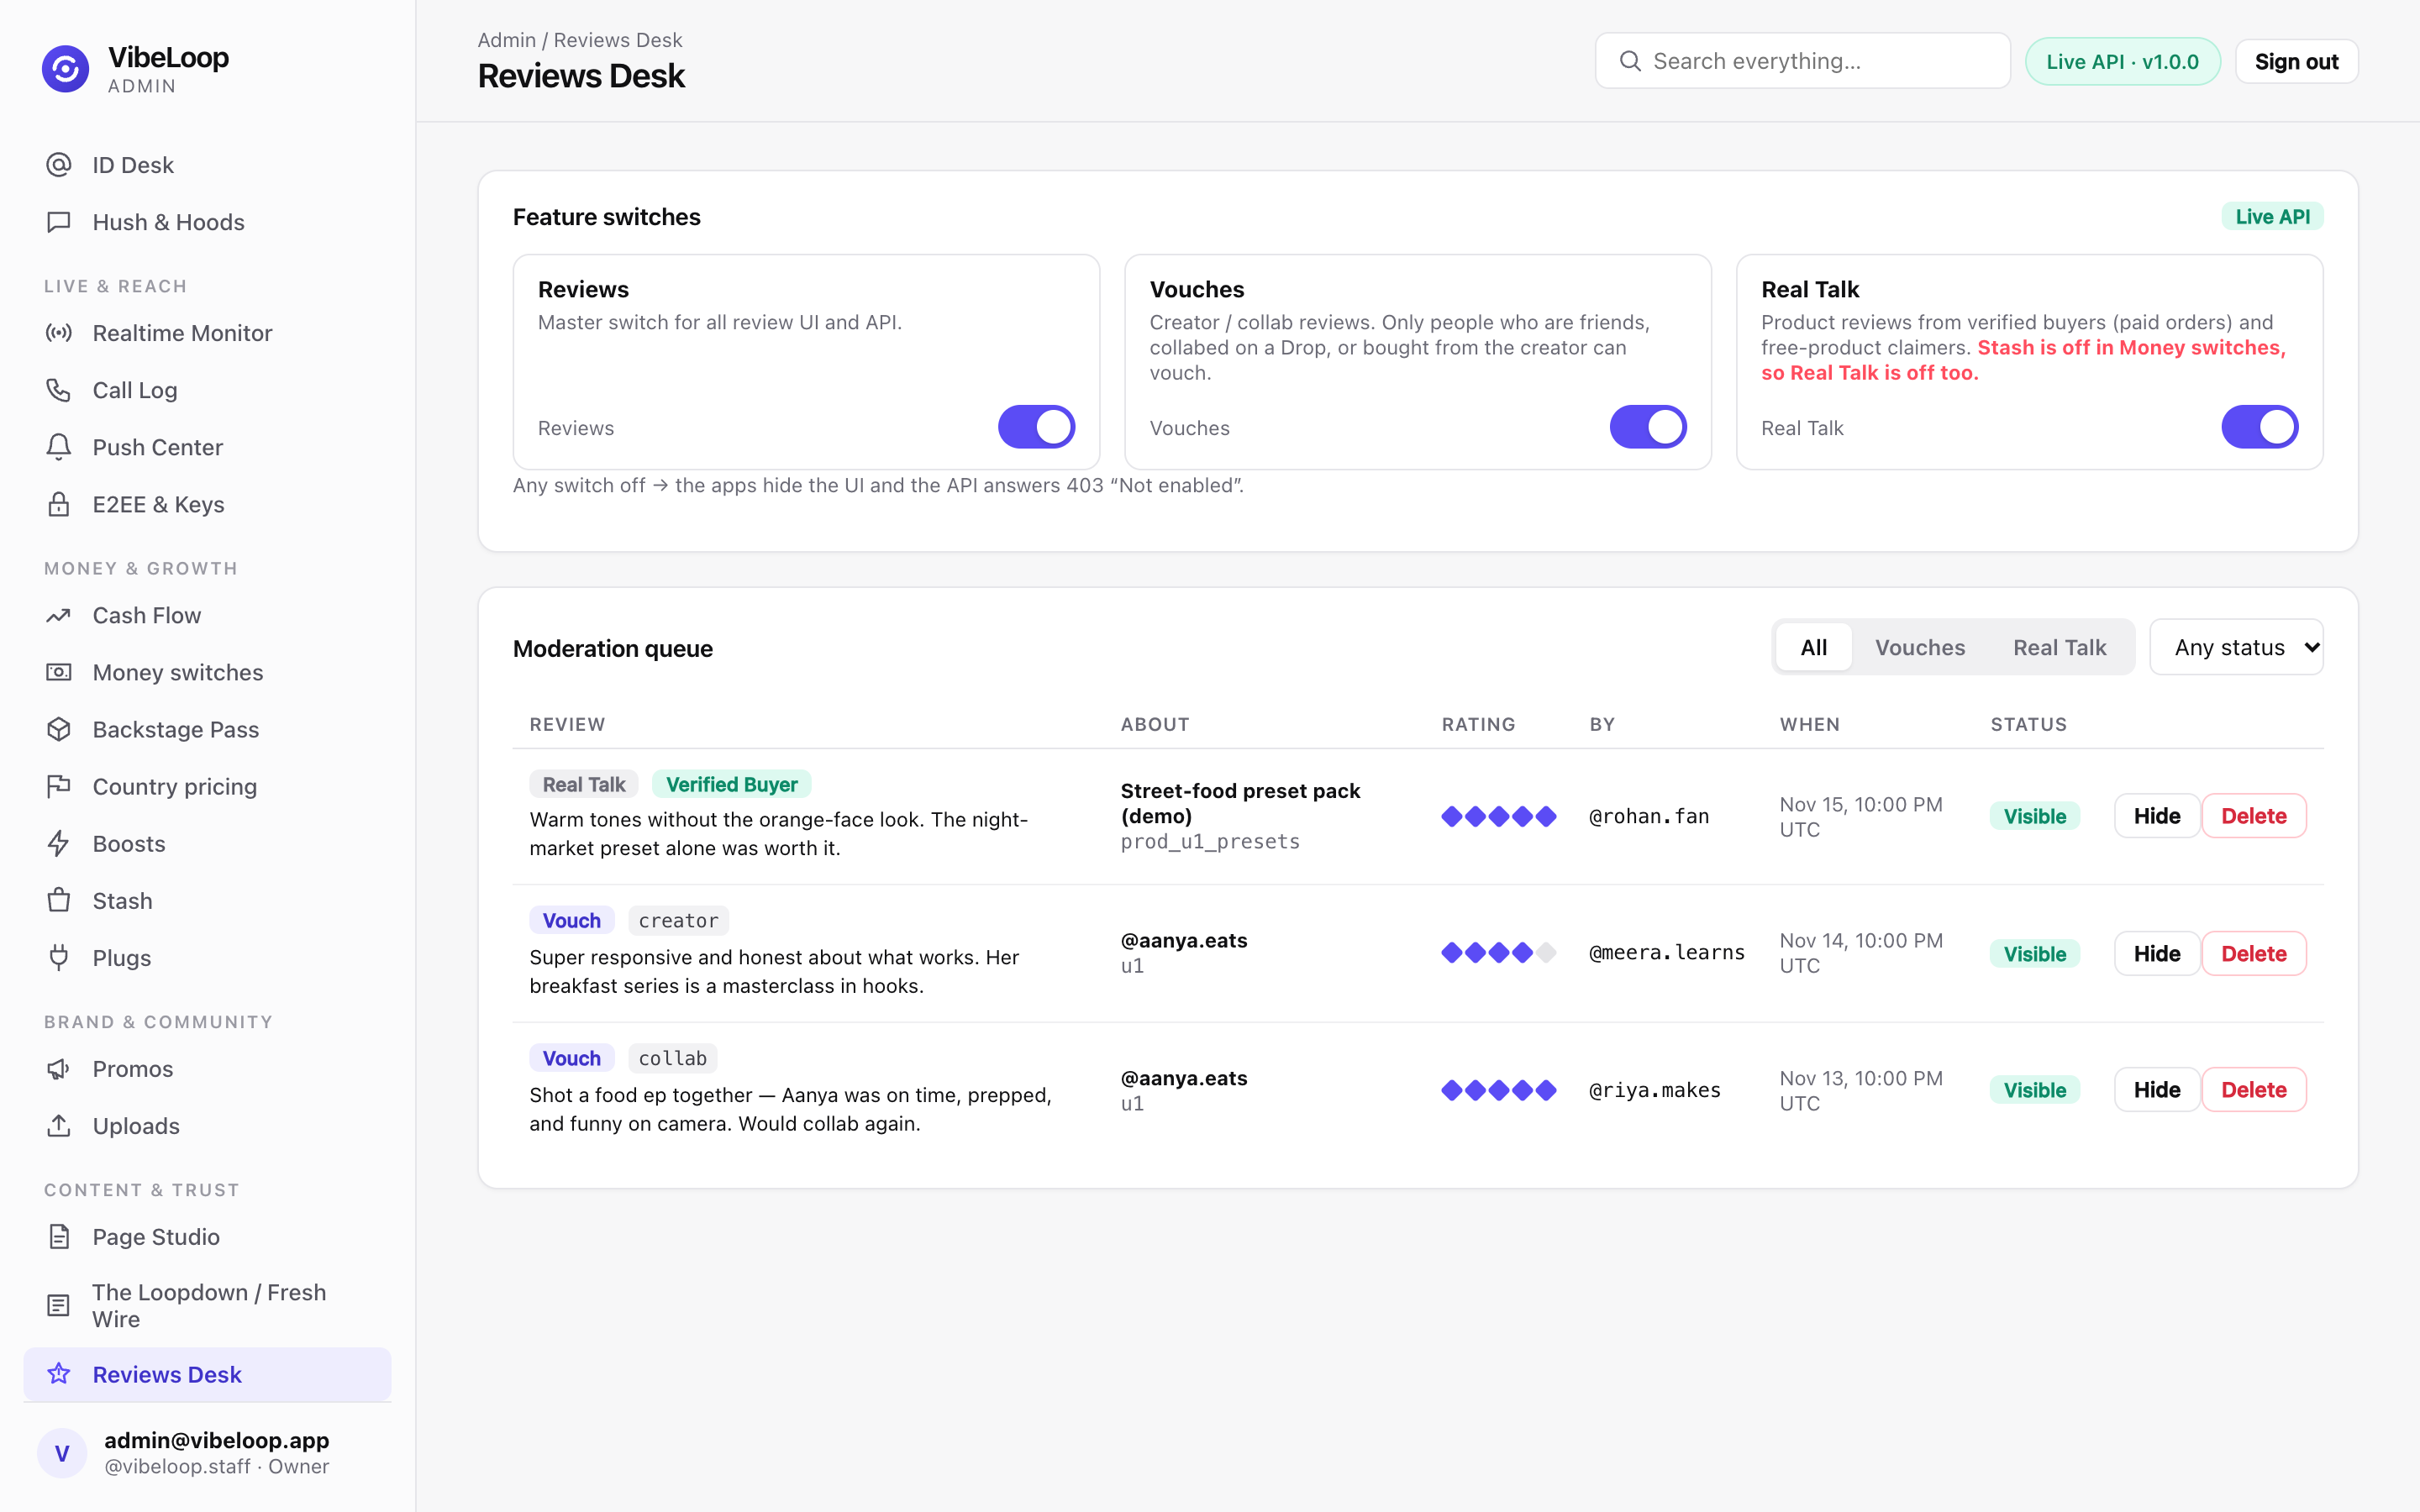 VibeLoop
ADMIN
ID Desk
Hush & Hoods
LIVE & REACH
Realtime Monitor
Call Log
Push Center
E2EE & Keys
MONEY & GROWTH
Cash Flow
Money switches
Backstage Pass
Country pricing
Boosts
Stash
Plugs
BRAND & COMMUNITY
Promos
Uploads
CONTENT & TRUST
Page Studio
The Loopdown / Fresh
Wire
Reviews Desk
V
admin@vibeloop.app
@vibeloop.staff · Owner
Admin / Reviews Desk
Reviews Desk
Search everything...
Live API · v1.0.0
Sign out
Feature switches
Live API
Reviews
Master switch for all review UI and API.
Reviews
Vouches
Creator / collab reviews. Only people who are friends,
collabed on a Drop, or bought from the creator can
vouch.
Vouches
Real Talk
Product reviews from verified buyers (paid orders) and
free-product claimers. Stash is off in Money switches,
so Real Talk is off too.
Real Talk
Any switch off → the apps hide the UI and the API answers 403 “Not enabled”.
Moderation queue
All Vouches Real Talk
Any status
REVIEW ABOUT RATING BY WHEN STATUS
Real Talk Verified Buyer
Warm tones without the orange-face look. The night-
market preset alone was worth it.
Street-food preset pack
(demo)
prod_u1_presets
@rohan.fan
Nov 15, 10:00 PM
UTC
Visible
Hide
Delete
Vouch creator
Super responsive and honest about what works. Her
breakfast series is a masterclass in hooks.
@aanya.eats
u1
@meera.learns
Nov 14, 10:00 PM
UTC
Visible
Hide
Delete
Vouch collab
Shot a food ep together — Aanya was on time, prepped,
and funny on camera. Would collab again.
@aanya.eats
u1
@riya.makes
Nov 13, 10:00 PM
UTC
Visible
Hide
Delete